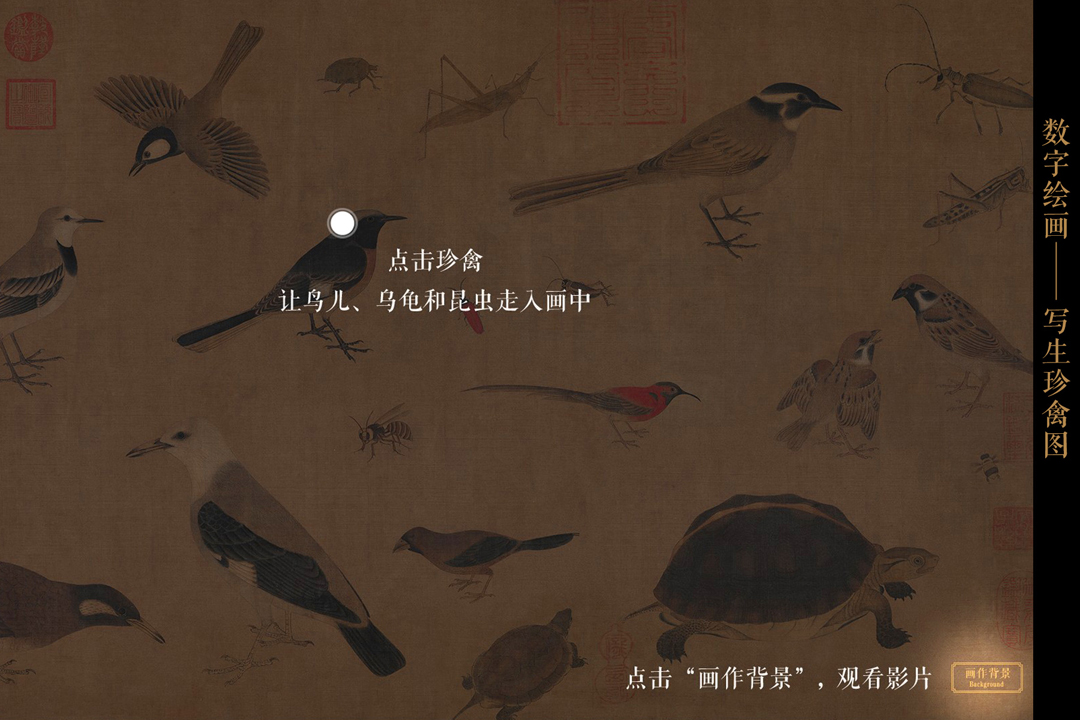 数字绘画——写生珍禽图
点击珍禽
让鸟儿、乌龟和昆虫走入画中
点击“画作背景”，观看影片
画作背景
Background